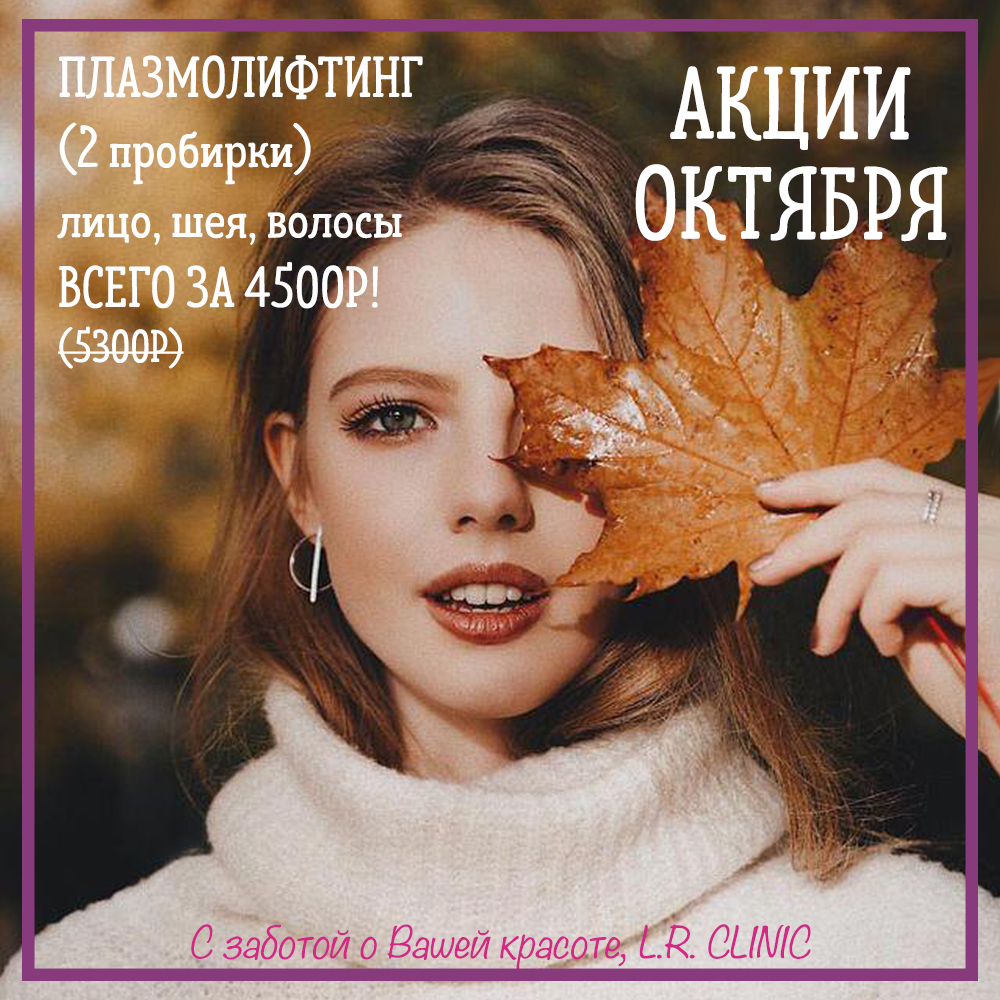 ПЛАЗМОЛИФТИНГ
(2 пробирки)
лицо, шея, волосы
ВСЕГО ЗА 4500Р!
(5300Р)
АКЦИИ
ОКТЯБРЯ
С заботой о Вашей красоте, L.R. CLINIC